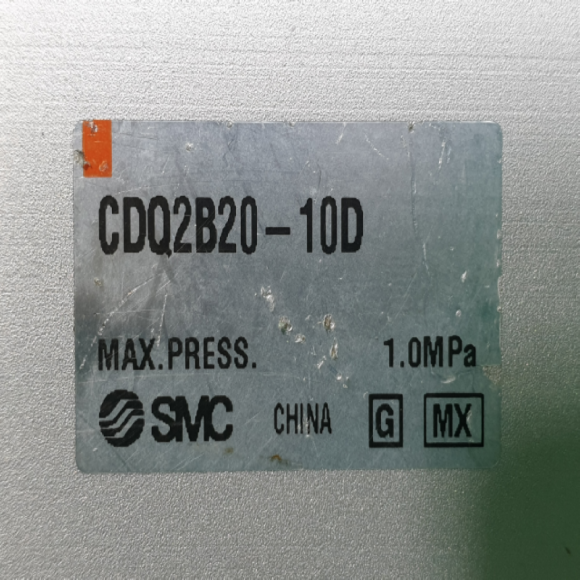 CDQ2B20-10D
MAX.PRESS. 1.0MPa
SMC CHINA G MX